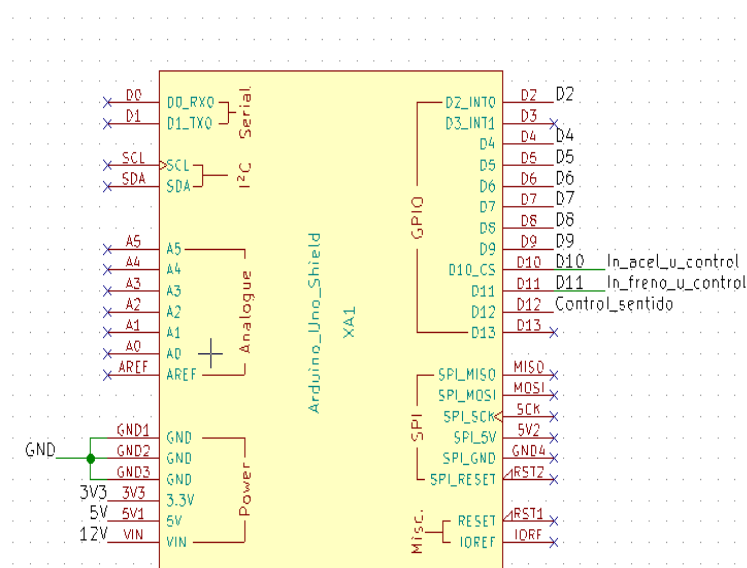 D0 D0_RX0 D2_INT0 D2 D2
D1 D1_TX0 Serial D3_INT1 D3
D4 D4 D4
SCL SCL D5 D5 D5
SDA SDA I²C D6 D6 D6
D7 D7 D7
GPIO D8 D8 D8
A5 A5 D9 D9 D9
A4 A4 D10_CS D10 D10 In_acel_u_control
A3 A3 D11 D11 D11 In_freno_u_control
A2 A2 Analogue D12 D12 Control_sentido
A1 A1 D13 D13
Arduino_Uno_Shield
XA1
A0 A0
AREF AREF SPI_MISO MISO
SPI_MOSI MOSI
SPI SPI_SCK SCK
GND1 GND SPI_5V 5V2
GND GND2 GND SPI_GND GND4
GND3 GND SPI_RESET RST2
3V3 3V3 3.3V Power
5V 5V1 5V Misc. RESET RST1
12V VIN VIN IOREF IORF